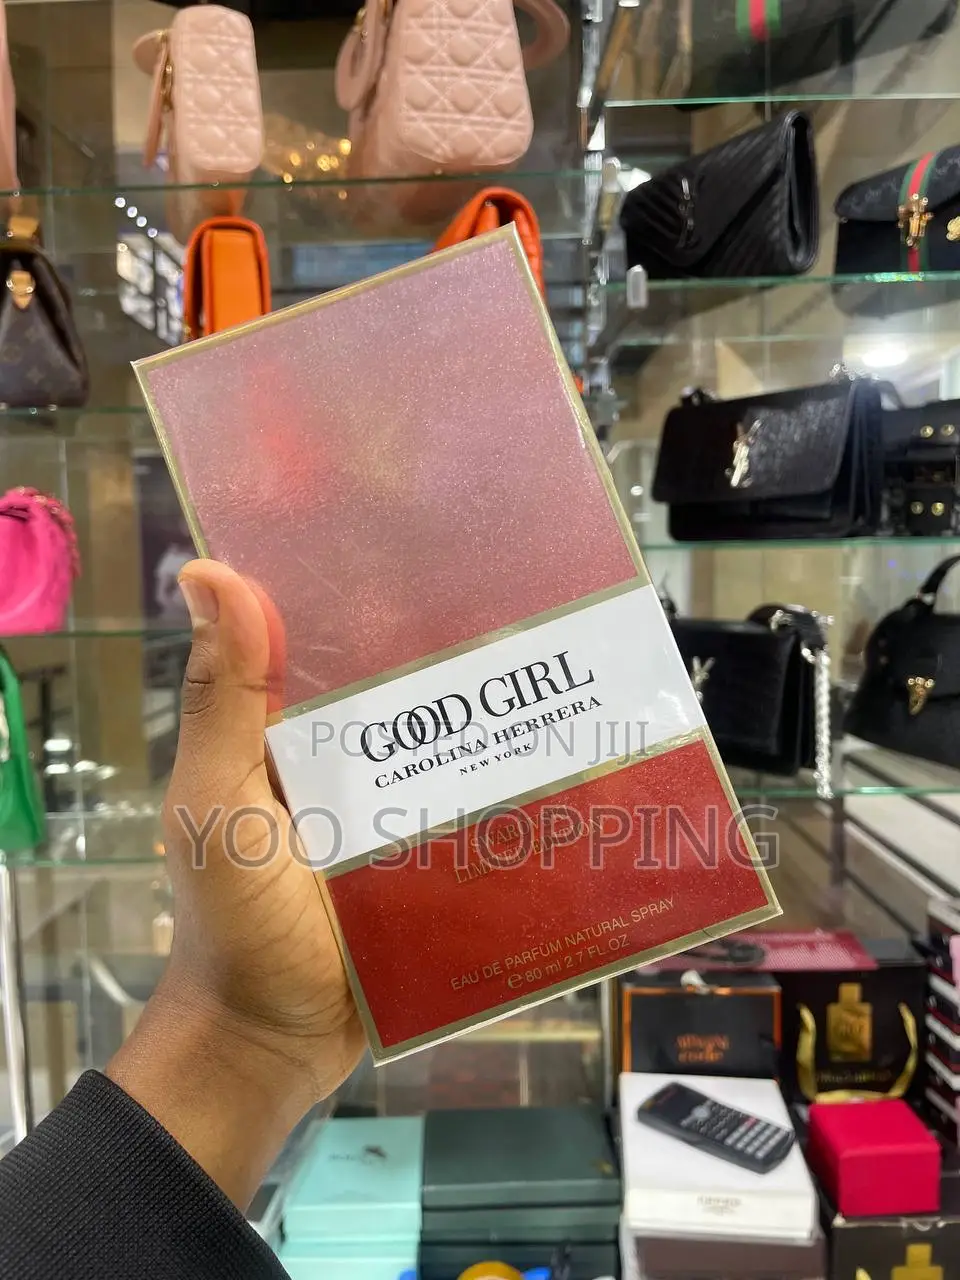 GOOD GIRL
CAROLINA HERRERA
NEW YORK
POSTED ON JIJI
YOO SHOPPING
SWAROVSKI
LIMITED EDITION
EAU DE PARFUM NATURAL SPRAY
℮ 80 ml 2.7 FL.OZ